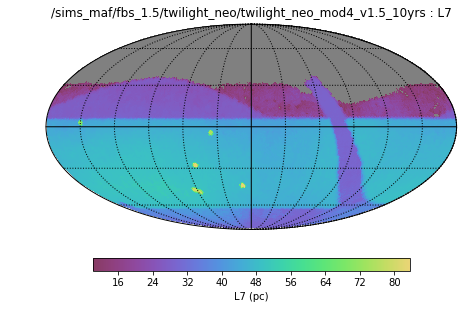 /sims_maf/fbs_1.5/twilight_neo/twilight_neo_mod4_v1.5_10yrs : L7
16 24 32 40 48 56 64 72 80
L7 (pc)